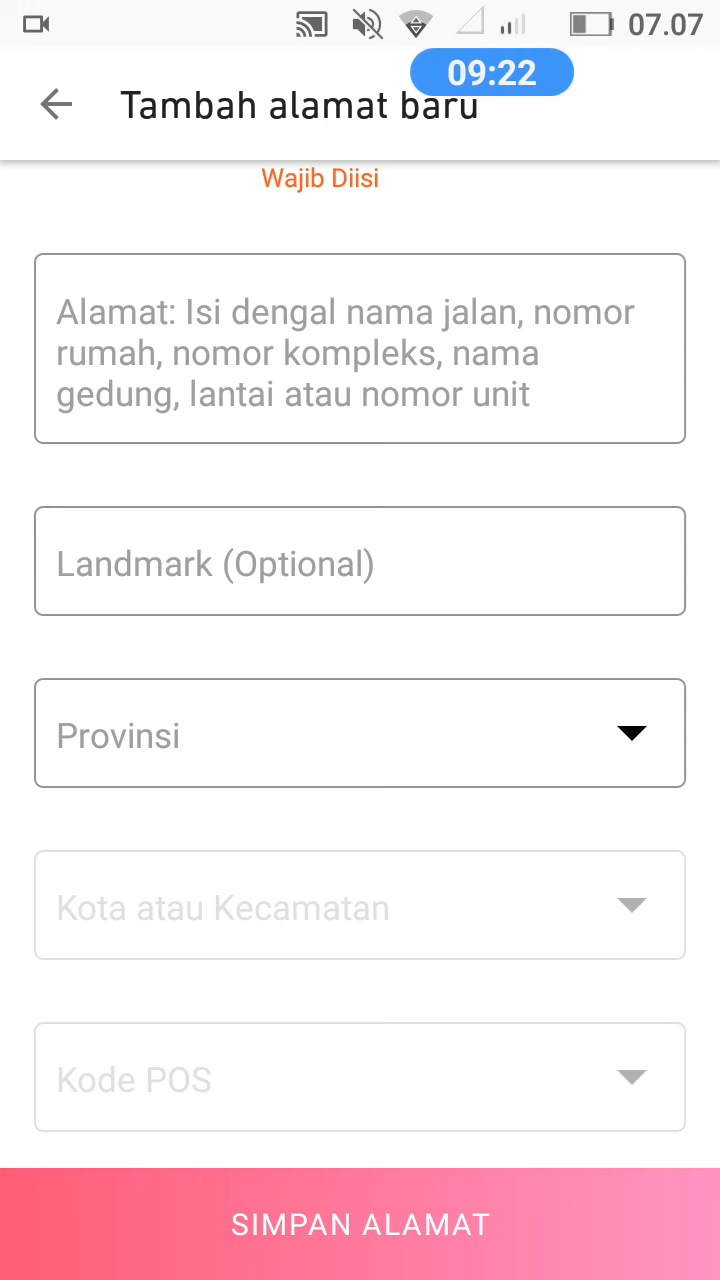 07.07
09:22
Tambah alamat baru
Wajib Diisi
Alamat: Isi dengal nama jalan, nomor
rumah, nomor kompleks, nama
gedung, lantai atau nomor unit
Landmark (Optional)
Provinsi
Kota atau Kecamatan
Kode POS
SIMPAN ALAMAT